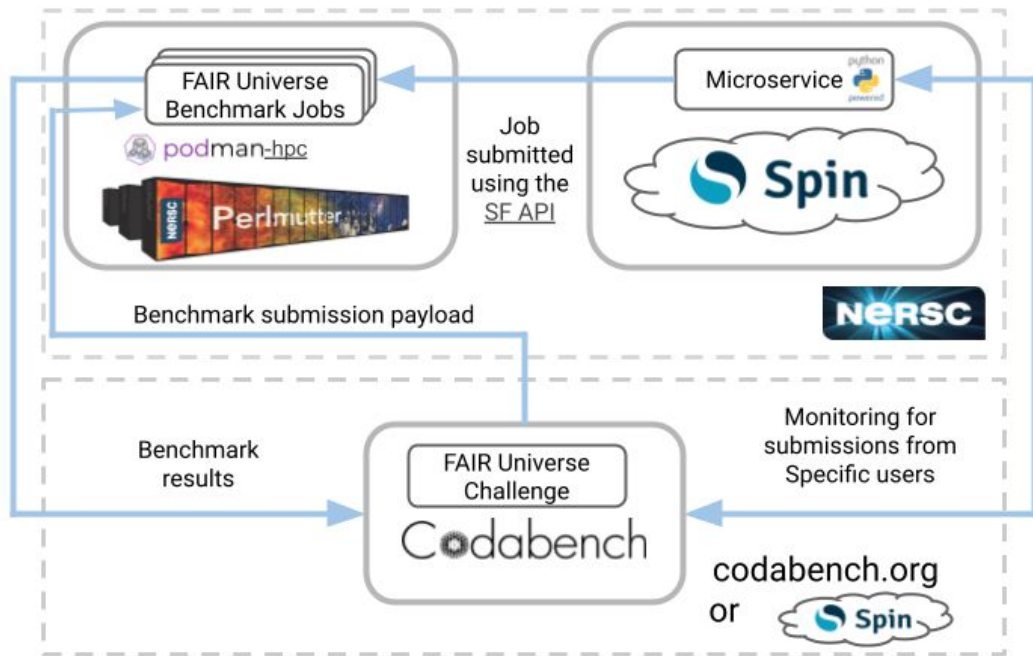 FAIR Universe
Benchmark Jobs
podman-hpc
NERSC
Perlmutter
Job
submitted
using the
SF API
Microservice
python
powered
Spin
NERSC
Benchmark submission payload
Benchmark
results
FAIR Universe
Challenge
Codabench
Monitoring for
submissions from
Specific users
codabench.org
or
Spin